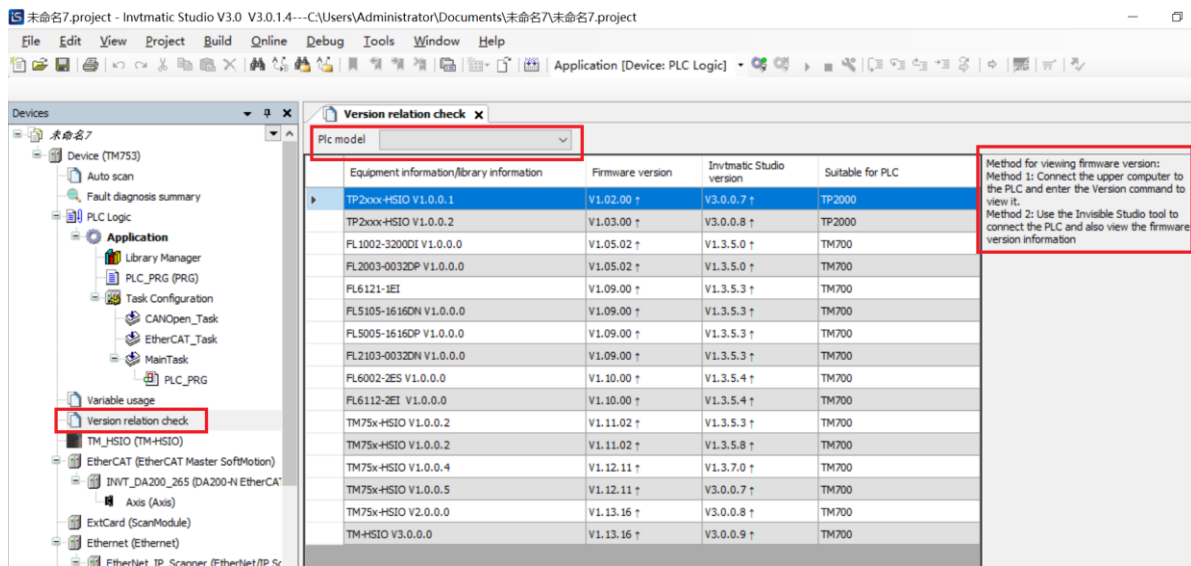 未命名7.project - Invtmatic Studio V3.0 V3.0.1.4---C:\Users\Administrator\Documents\未命名7\未命名7.project
File Edit View Project Build Online Debug Tools Window Help
Application [Device: PLC Logic]
Devices
未命名7
Device (TM753)
Auto scan
Fault diagnosis summary
PLC Logic
Application
Library Manager
PLC_PRG (PRG)
Task Configuration
CANOpen_Task
EtherCAT_Task
MainTask
PLC_PRG
Variable usage
Version relation check
TM_HSIO (TM-HSIO)
EtherCAT (EtherCAT Master SoftMotion)
INVT_DA200_265 (DA200-N EtherCA
Axis (Axis)
ExtCard (ScanModule)
Ethernet (Ethernet)
EtherNet_IP_Scanner (EtherNet/IP Sc
Version relation check
Plc model
Equipment information/library information Firmware version Invtmatic Studio version Suitable for PLC
TP2xxx-HSIO V1.0.0.1 V1.02.00 ↑ V3.0.0.7 ↑ TP2000
TP2xxx-HSIO V1.0.0.2 V1.03.00 ↑ V3.0.0.8 ↑ TP2000
FL1002-3200DI V1.0.0.0 V1.05.02 ↑ V1.3.5.0 ↑ TM700
FL2003-0032DP V1.0.0.0 V1.05.02 ↑ V1.3.5.0 ↑ TM700
FL6121-1EI V1.09.00 ↑ V1.3.5.3 ↑ TM700
FL5105-1616DN V1.0.0.0 V1.09.00 ↑ V1.3.5.3 ↑ TM700
FL5005-1616DP V1.0.0.0 V1.09.00 ↑ V1.3.5.3 ↑ TM700
FL2103-0032DN V1.0.0.0 V1.09.00 ↑ V1.3.5.3 ↑ TM700
FL6002-2ES V1.0.0.0 V1.10.00 ↑ V1.3.5.4 ↑ TM700
FL6112-2EI V1.0.0.0 V1.10.00 ↑ V1.3.5.4 ↑ TM700
TM75x-HSIO V1.0.0.2 V1.11.02 ↑ V1.3.5.3 ↑ TM700
TM75x-HSIO V1.0.0.2 V1.11.02 ↑ V1.3.5.8 ↑ TM700
TM75x-HSIO V1.0.0.4 V1.12.11 ↑ V1.3.7.0 ↑ TM700
TM75x-HSIO V1.0.0.5 V1.12.11 ↑ V3.0.0.7 ↑ TM700
TM75x-HSIO V2.0.0.0 V1.13.16 ↑ V3.0.0.8 ↑ TM700
TM-HSIO V3.0.0.0 V1.13.16 ↑ V3.0.0.9 ↑ TM700
Method for viewing firmware version:
Method 1: Connect the upper computer to
the PLC and enter the Version command to
view it.
Method 2: Use the Invisible Studio tool to
connect the PLC and also view the firmware
version information